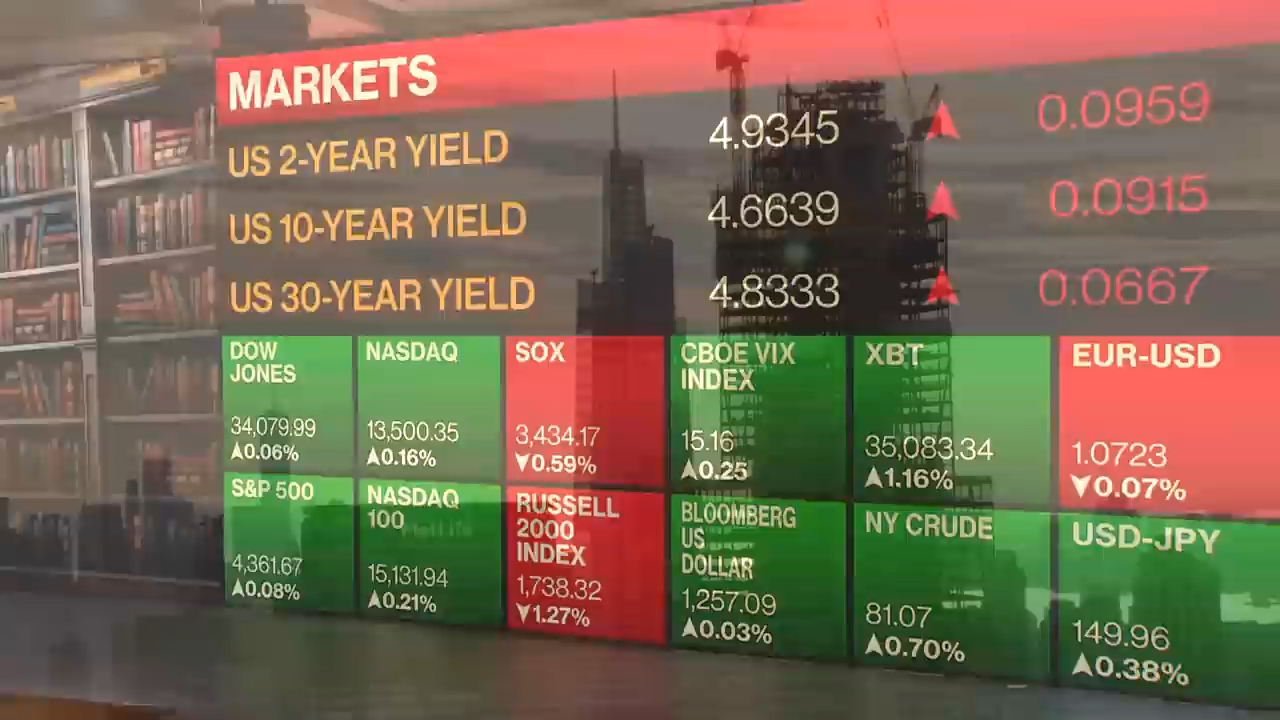 MARKETS
US 2-YEAR YIELD 4.9345 ▲ 0.0959
US 10-YEAR YIELD 4.6639 ▲ 0.0915
US 30-YEAR YIELD 4.8333 ▲ 0.0667
DOW
JONES
34,079.99
▲0.06%
NASDAQ
13,500.35
▲0.16%
SOX
3,434.17
▼0.59%
CBOE VIX
INDEX
15.16
▲0.25
XBT
35,083.34
▲1.16%
EUR-USD
1.0723
▼0.07%
S&P 500
4,361.67
▲0.08%
NASDAQ
100
15,131.94
▲0.21%
RUSSELL
2000
INDEX
1,738.32
▼1.27%
BLOOMBERG
US
DOLLAR
1,257.09
▲0.03%
NY CRUDE
81.07
▲0.70%
USD-JPY
149.96
▲0.38%